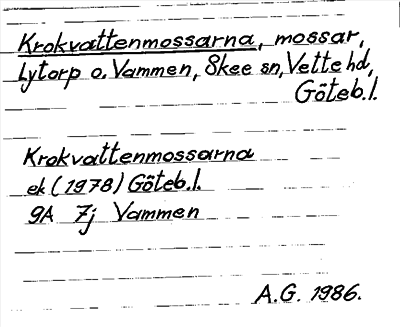 Krokvattenmossarna, mossar,
Lytorp o. Vammen, Skee sn, Vette hd,
Göteb.l.
Krokvattenmossarna
ek (1978) Göteb.l.
9A 7j Vammen
A.G. 1986.